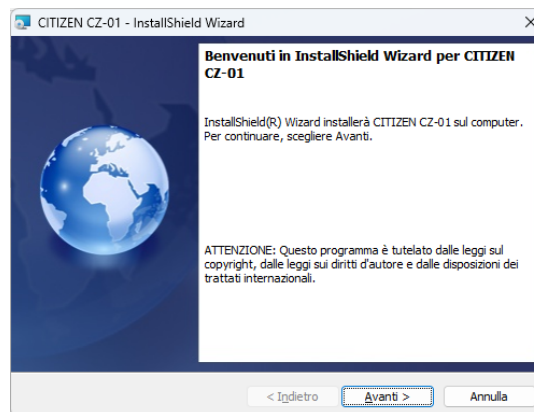 CITIZEN CZ-01 - InstallShield Wizard
Benvenuti in InstallShield Wizard per CITIZEN
CZ-01
InstallShield(R) Wizard installerà CITIZEN CZ-01 sul computer.
Per continuare, scegliere Avanti.
ATTENZIONE: Questo programma è tutelato dalle leggi sul
copyright, dalle leggi sui diritti d'autore e dalle disposizioni dei
trattati internazionali.
< Indietro Avanti > Annulla